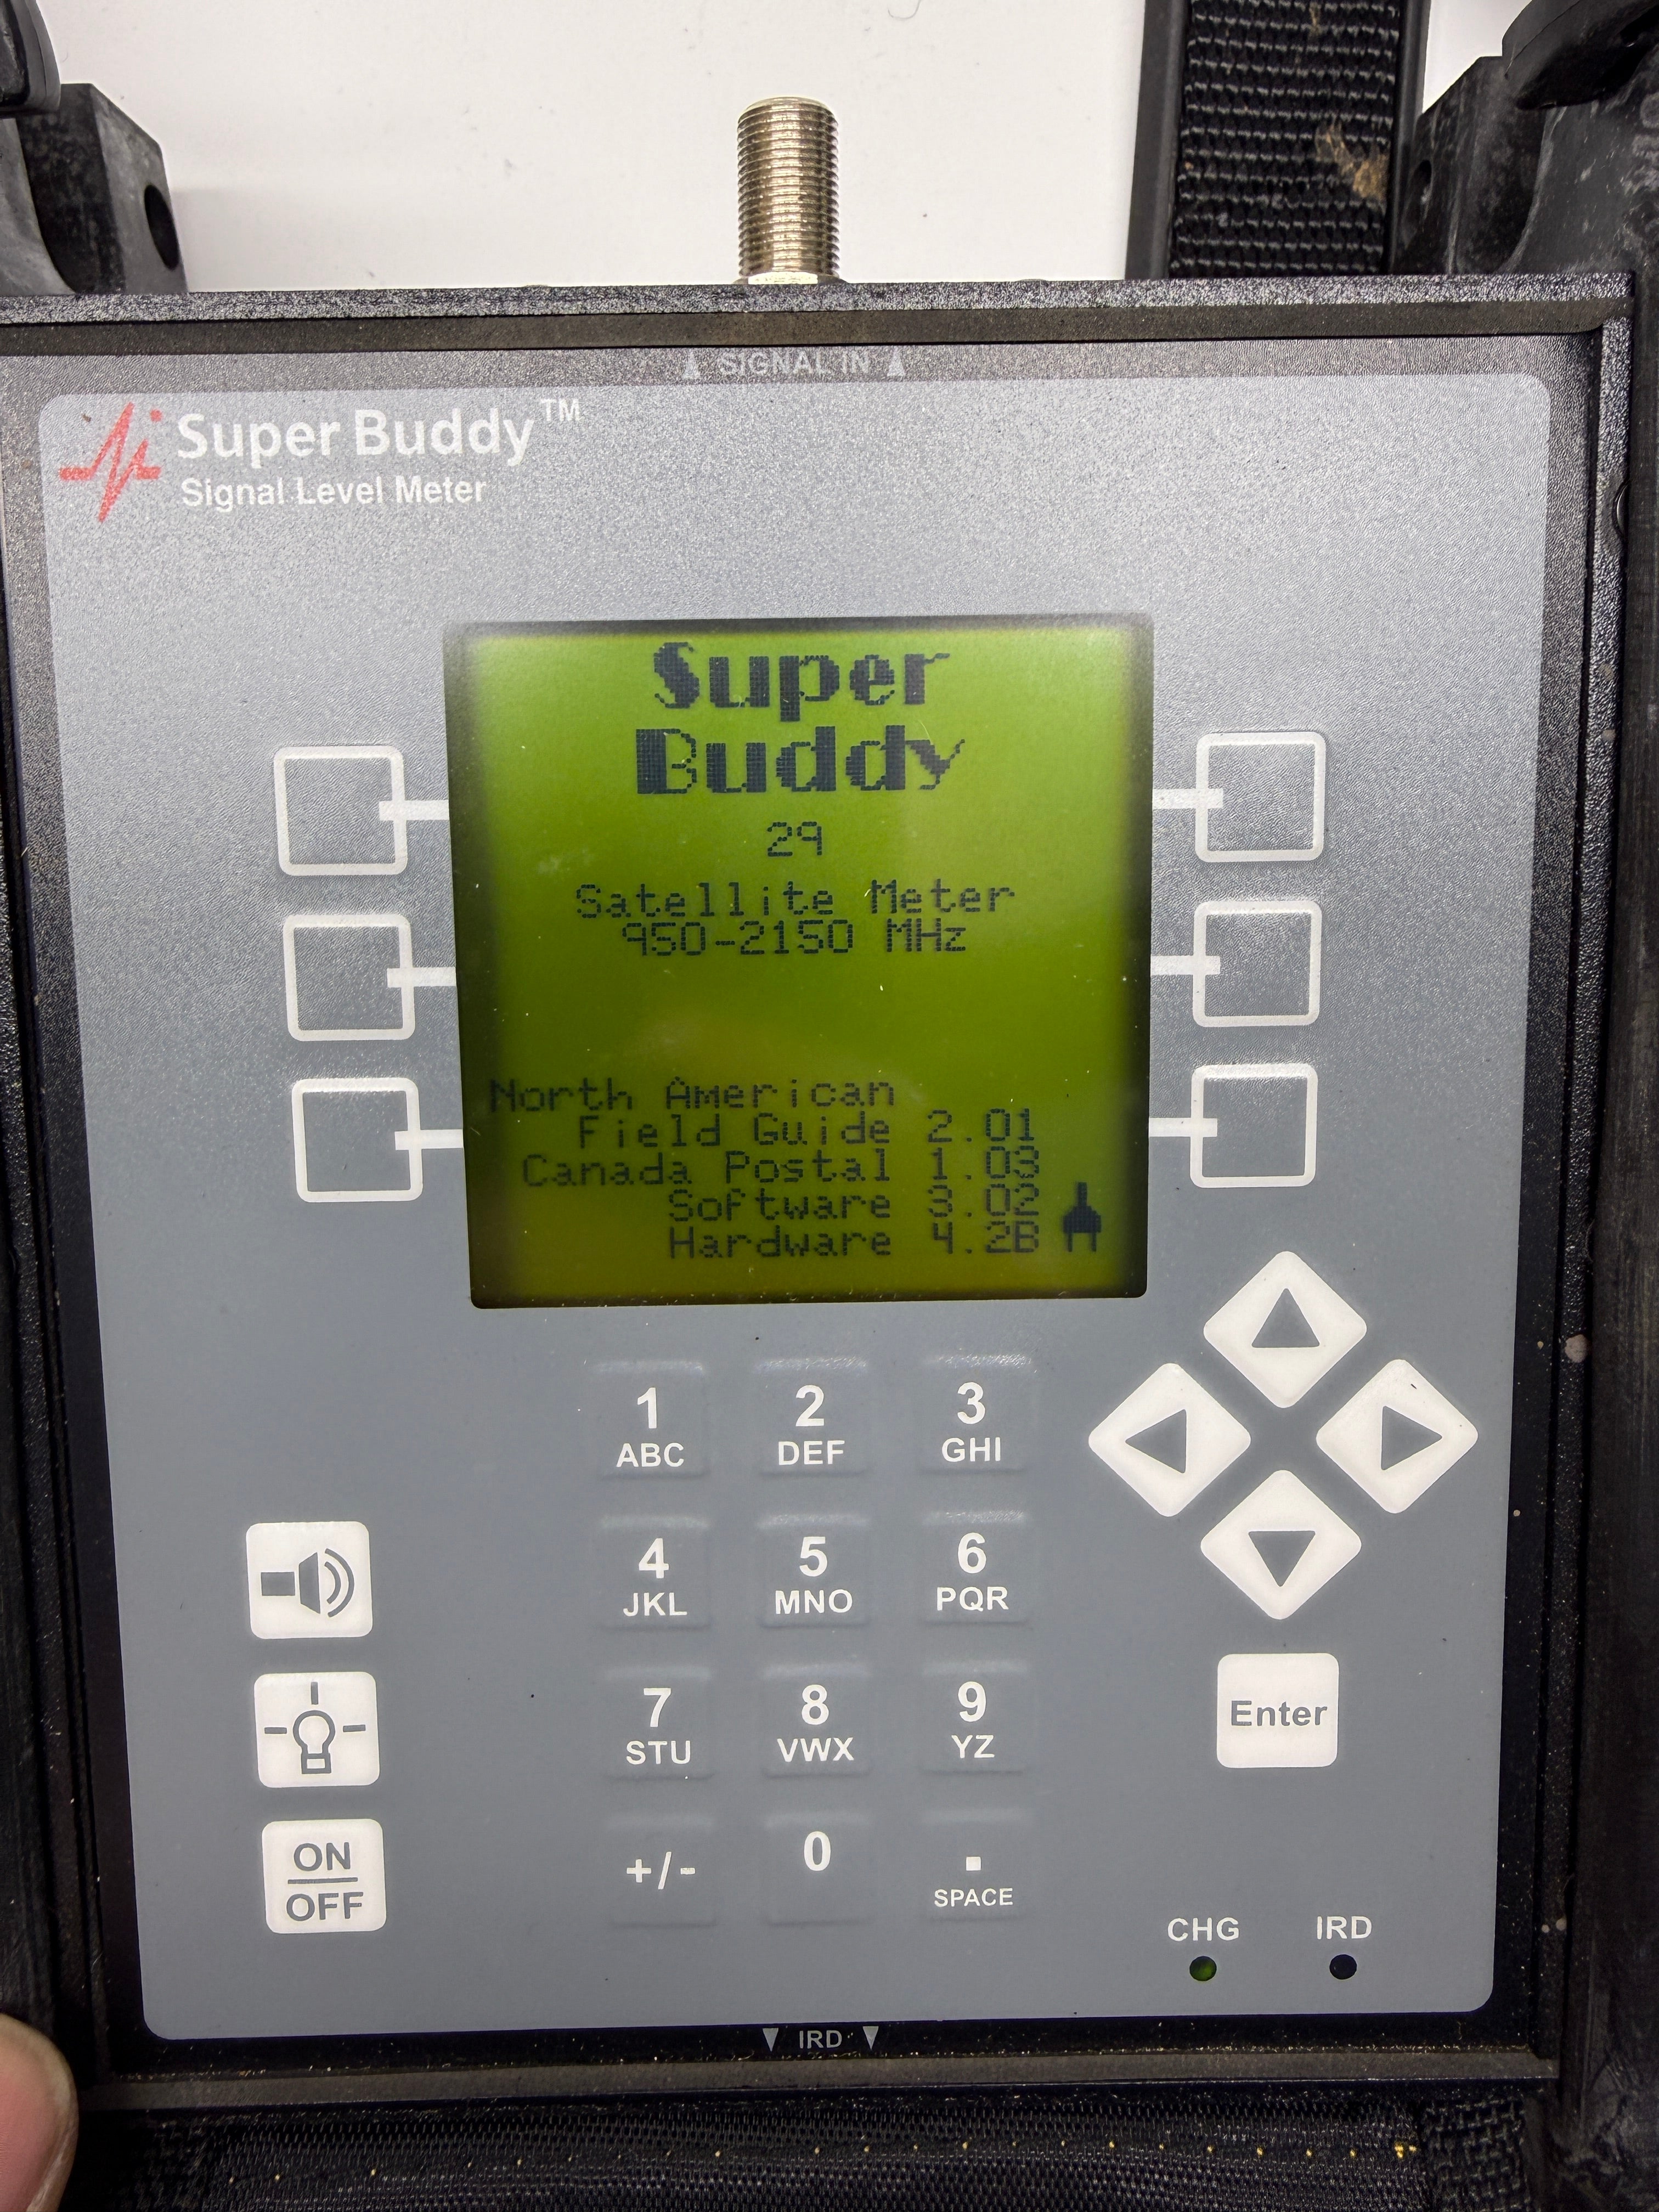 SIGNAL IN
Super Buddy™
Signal Level Meter
Super
Buddy
29
Satellite Meter
950-2150 MHz
North American
Field Guide 2.01
Canada Postal 1.03
Software 3.02
Hardware 4.2B
1 2 3
ABC DEF GHI
4 5 6
JKL MNO PQR
7 8 9
STU VWX YZ
Enter
ON
OFF
+/- 0 .
SPACE
CHG IRD
IRD